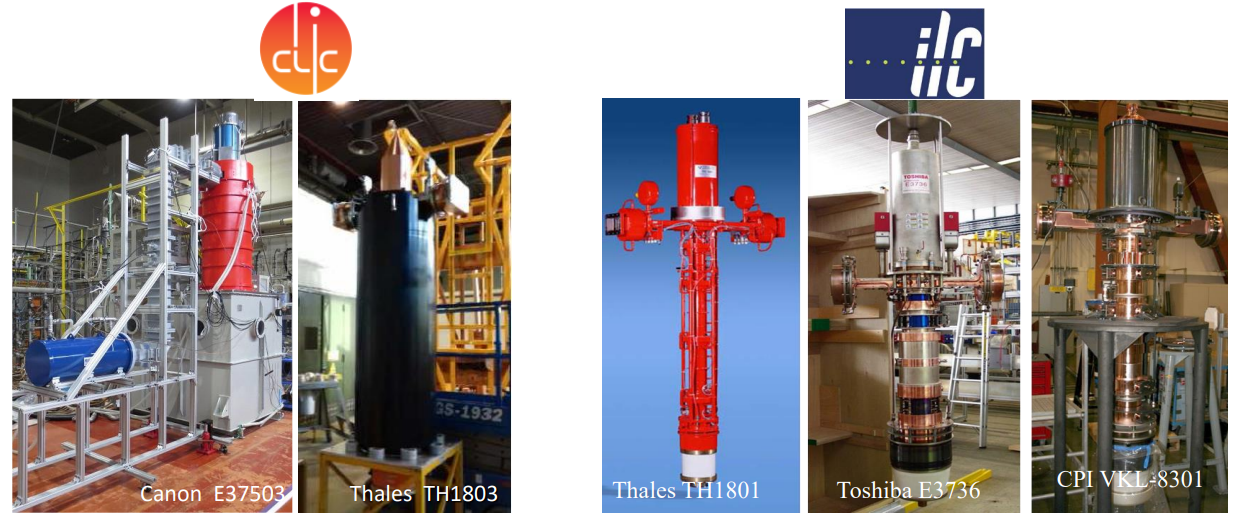 clic
ilc
Canon E37503
Thales TH1803
Thales TH1801
Toshiba E3736
CPI VKL-8301
TOSHIBA
E3736
GS-1932